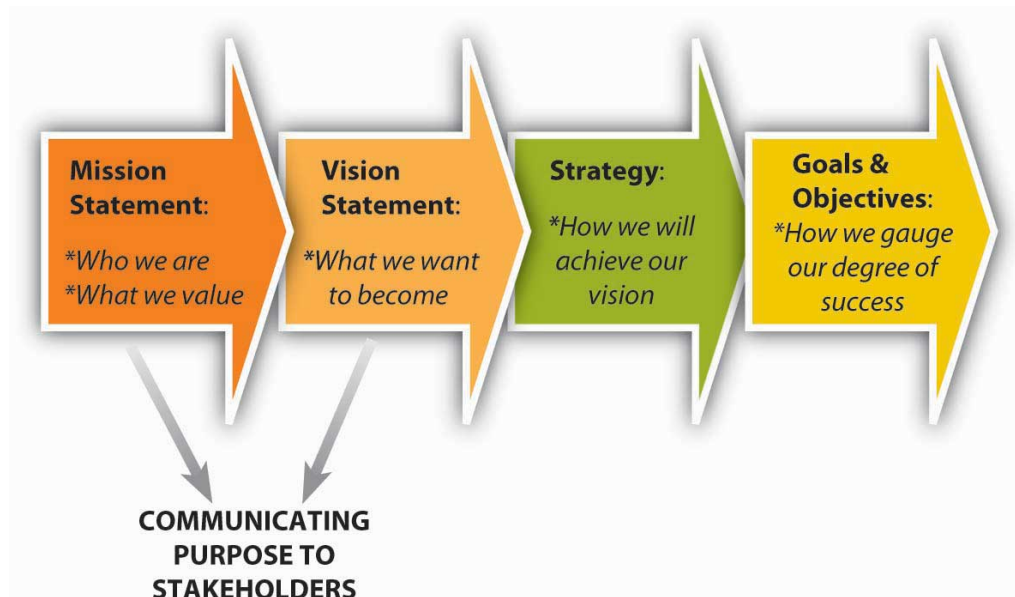 Mission
Statement:
*Who we are
*What we value
Vision
Statement:
*What we want
to become
Strategy:
*How we will
achieve our
vision
Goals &
Objectives:
*How we gauge
our degree of
success
COMMUNICATING
PURPOSE TO
STAKEHOLDERS